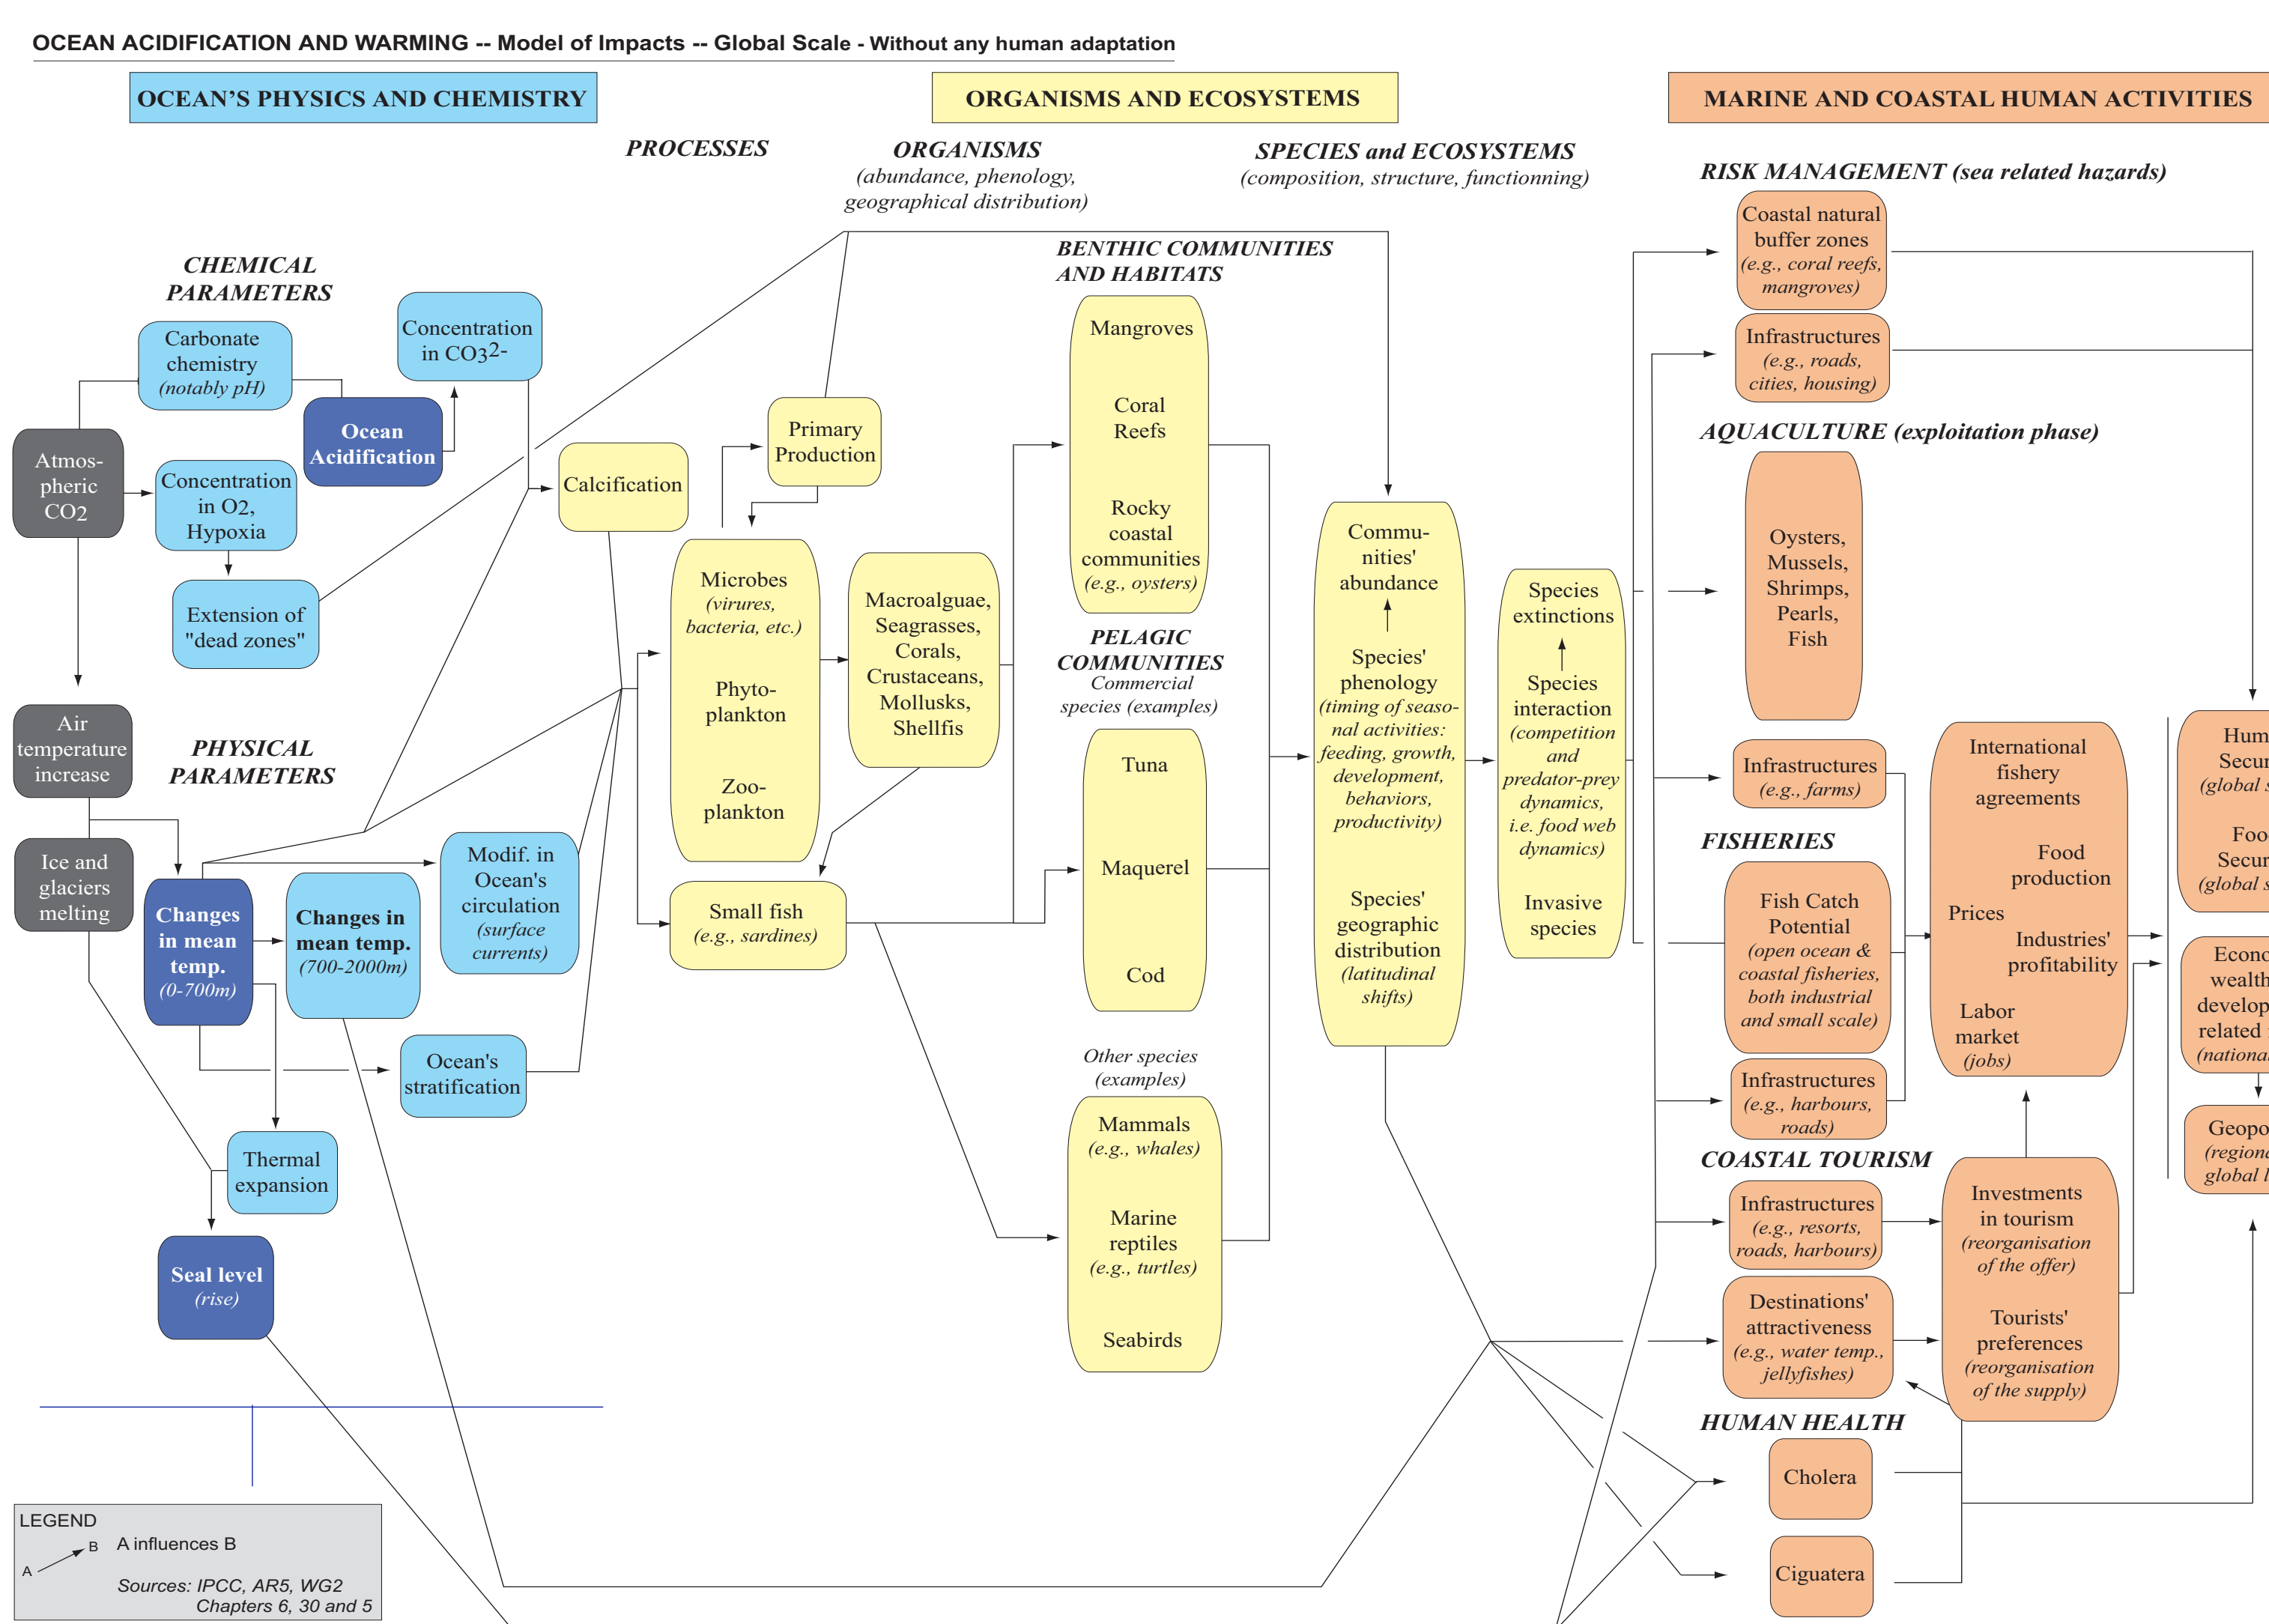 OCEAN ACIDIFICATION AND WARMING -- Model of Impacts -- Global Scale - Without any human adaptation
OCEAN'S PHYSICS AND CHEMISTRY
ORGANISMS AND ECOSYSTEMS
MARINE AND COASTAL HUMAN ACTIVITIES
PROCESSES
ORGANISMS
(abundance, phenology,
geographical distribution)
SPECIES and ECOSYSTEMS
(composition, structure, functionning)
CHEMICAL
PARAMETERS
Carbonate
chemistry
(notably pH)
Concentration
in CO32-
Ocean
Acidification
Atmos-
pheric
CO2
Concentration
in O2,
Hypoxia
Extension of
"dead zones"
Air
temperature
increase
PHYSICAL
PARAMETERS
Ice and
glaciers
melting
Changes
in mean
temp.
(0-700m)
Changes in
mean temp.
(700-2000m)
Modif. in
Ocean's
circulation
(surface
currents)
Ocean's
stratification
Thermal
expansion
Seal level
(rise)
Calcification
Primary
Production
Microbes
(virures,
bacteria, etc.)
Phyto-
plankton
Zoo-
plankton
Macroalguae,
Seagrasses,
Corals,
Crustaceans,
Mollusks,
Shellfis
Small fish
(e.g., sardines)
BENTHIC COMMUNITIES
AND HABITATS
Mangroves
Coral
Reefs
Rocky
coastal
communities
(e.g., oysters)
PELAGIC
COMMUNITIES
Commercial
species (examples)
Tuna
Maquerel
Cod
Other species
(examples)
Mammals
(e.g., whales)
Marine
reptiles
(e.g., turtles)
Seabirds
Commu-
nities'
abundance
Species'
phenology
(timing of seaso-
nal activities:
feeding, growth,
development,
behaviors,
productivity)
Species'
geographic
distribution
(latitudinal
shifts)
Species
extinctions
Species
interaction
(competition
and
predator-prey
dynamics,
i.e. food web
dynamics)
Invasive
species
RISK MANAGEMENT (sea related hazards)
Coastal natural
buffer zones
(e.g., coral reefs,
mangroves)
Infrastructures
(e.g., roads,
cities, housing)
AQUACULTURE (exploitation phase)
Oysters,
Mussels,
Shrimps,
Pearls,
Fish
Infrastructures
(e.g., farms)
FISHERIES
Fish Catch
Potential
(open ocean &
coastal fisheries,
both industrial
and small scale)
Infrastructures
(e.g., harbours,
roads)
COASTAL TOURISM
Infrastructures
(e.g., resorts,
roads, harbours)
Destinations'
attractiveness
(e.g., water temp.,
jellyfishes)
HUMAN HEALTH
Cholera
Ciguatera
International
fishery
agreements
Food
production
Prices
Industries'
profitability
Labor
market
(jobs)
Investments
in tourism
(reorganisation
of the offer)
Tourists'
preferences
(reorganisation
of the supply)
(global
(global
wealth
related
global
LEGEND
A
B
A influences B
Sources: IPCC, AR5, WG2
Chapters 6, 30 and 5